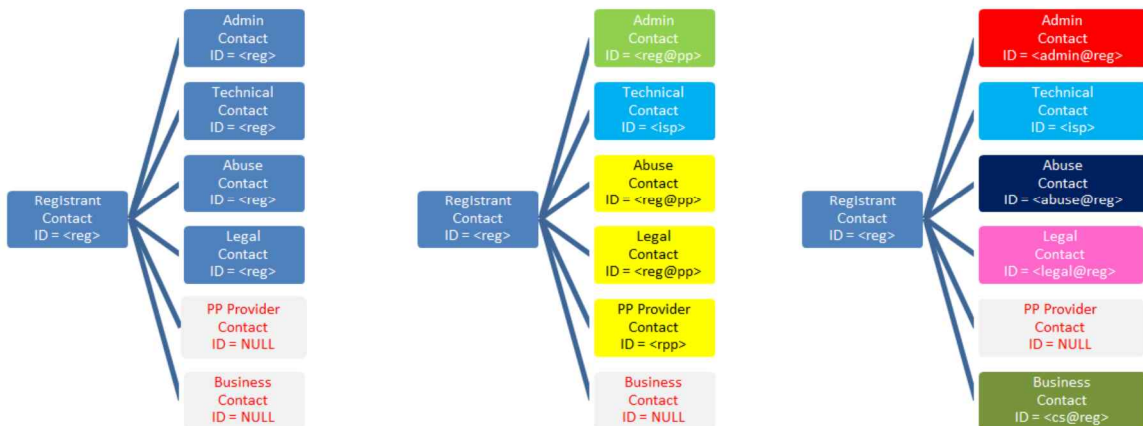 Admin
Contact
ID = <reg>
Technical
Contact
ID = <reg>
Abuse
Contact
ID = <reg>
Registrant
Contact
ID = <reg>
Legal
Contact
ID = <reg>
PP Provider
Contact
ID = NULL
Business
Contact
ID = NULL
Admin
Contact
ID = <reg@pp>
Technical
Contact
ID = <isp>
Abuse
Contact
ID = <reg@pp>
Registrant
Contact
ID = <reg>
Legal
Contact
ID = <reg@pp>
PP Provider
Contact
ID = <rpp>
Business
Contact
ID = NULL
Admin
Contact
ID = <admin@reg>
Technical
Contact
ID = <isp>
Abuse
Contact
ID = <abuse@reg>
Registrant
Contact
ID = <reg>
Legal
Contact
ID = <legal@reg>
PP Provider
Contact
ID = NULL
Business
Contact
ID = <cs@reg>